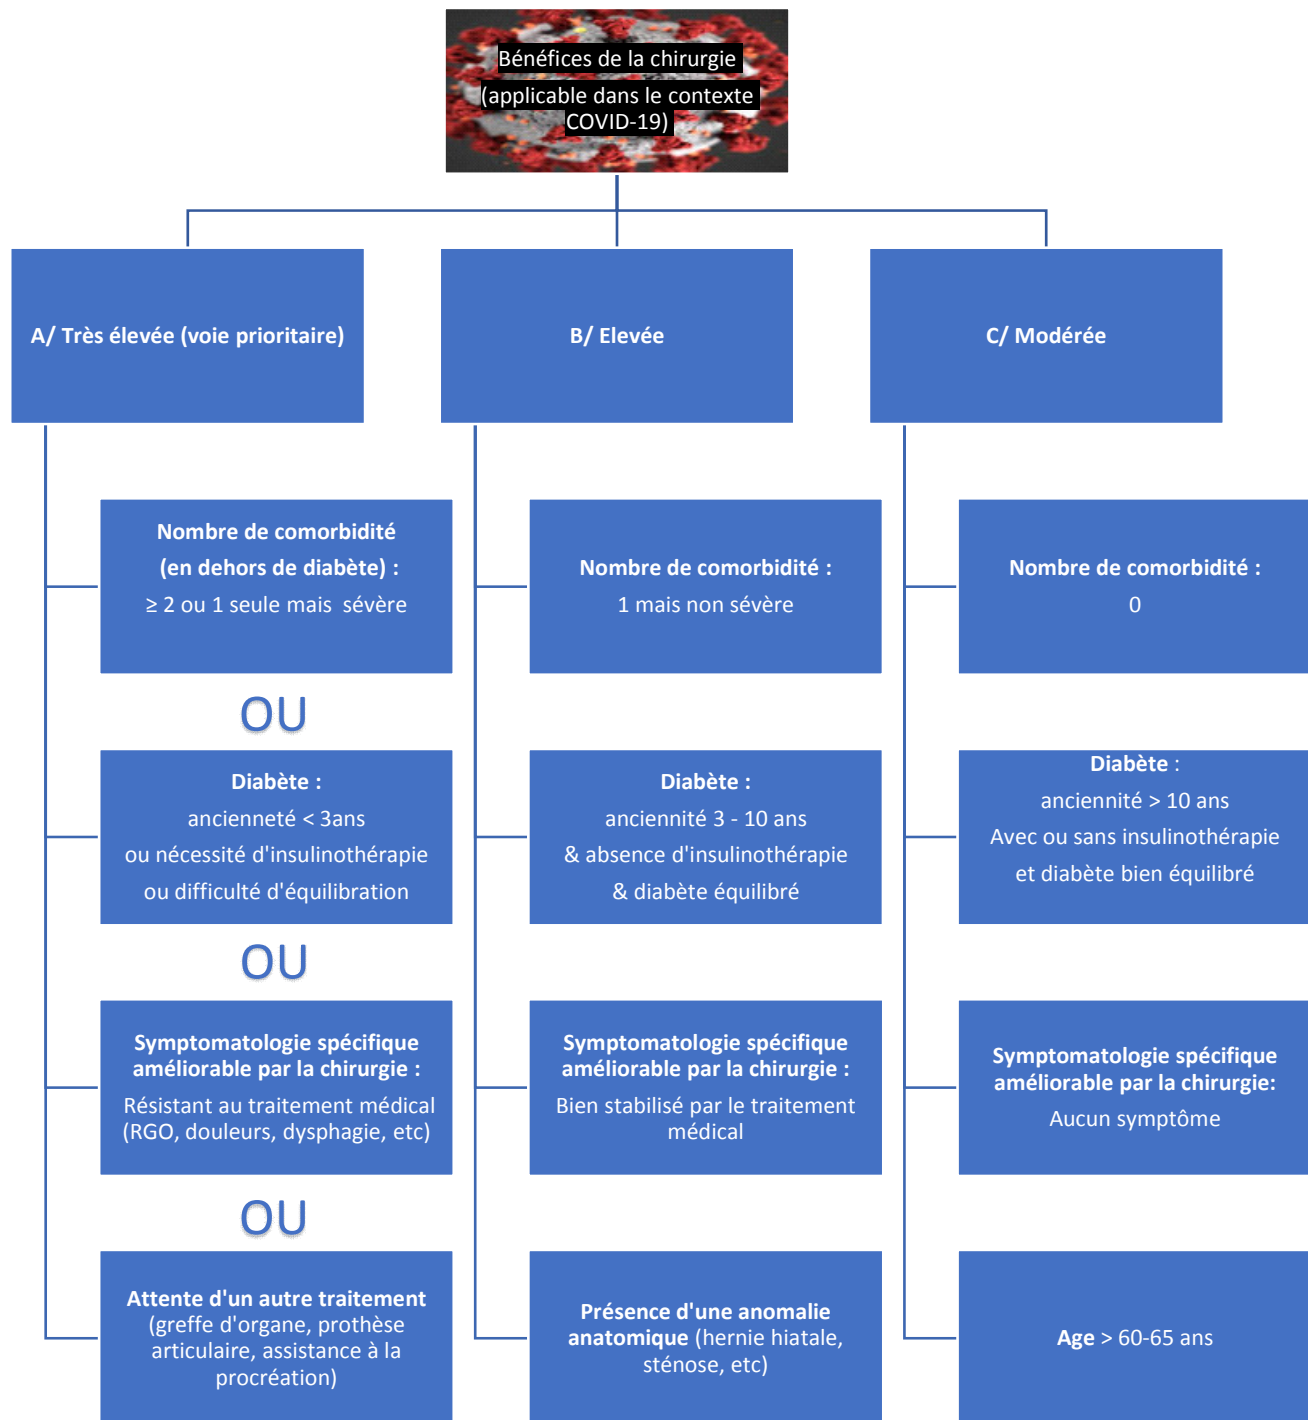 Bénéfices de la chirurgie
(applicable dans le contexte
COVID-19)
A/ Très élevée (voie prioritaire)
B/ Elevée
C/ Modérée
Nombre de comorbidité
(en dehors de diabète) :
≥ 2 ou 1 seule mais sévère
Nombre de comorbidité :
1 mais non sévère
Nombre de comorbidité :
0
OU
Diabète :
ancienneté < 3ans
ou nécessité d'insulinothérapie
ou difficulté d'équilibration
Diabète :
anciennité 3 - 10 ans
& absence d'insulinothérapie
& diabète équilibré
Diabète :
anciennité > 10 ans
Avec ou sans insulinothérapie
et diabète bien équilibré
OU
Symptomatologie spécifique
améliorable par la chirurgie :
Résistant au traitement médical
(RGO, douleurs, dysphagie, etc)
Symptomatologie spécifique
améliorable par la chirurgie :
Bien stabilisé par le traitement
médical
Symptomatologie spécifique
améliorable par la chirurgie:
Aucun symptôme
OU
Attente d'un autre traitement
(greffe d'organe, prothèse
articulaire, assistance à la
procréation)
Présence d'une anomalie
anatomique (hernie hiatale,
sténose, etc)
Age > 60-65 ans